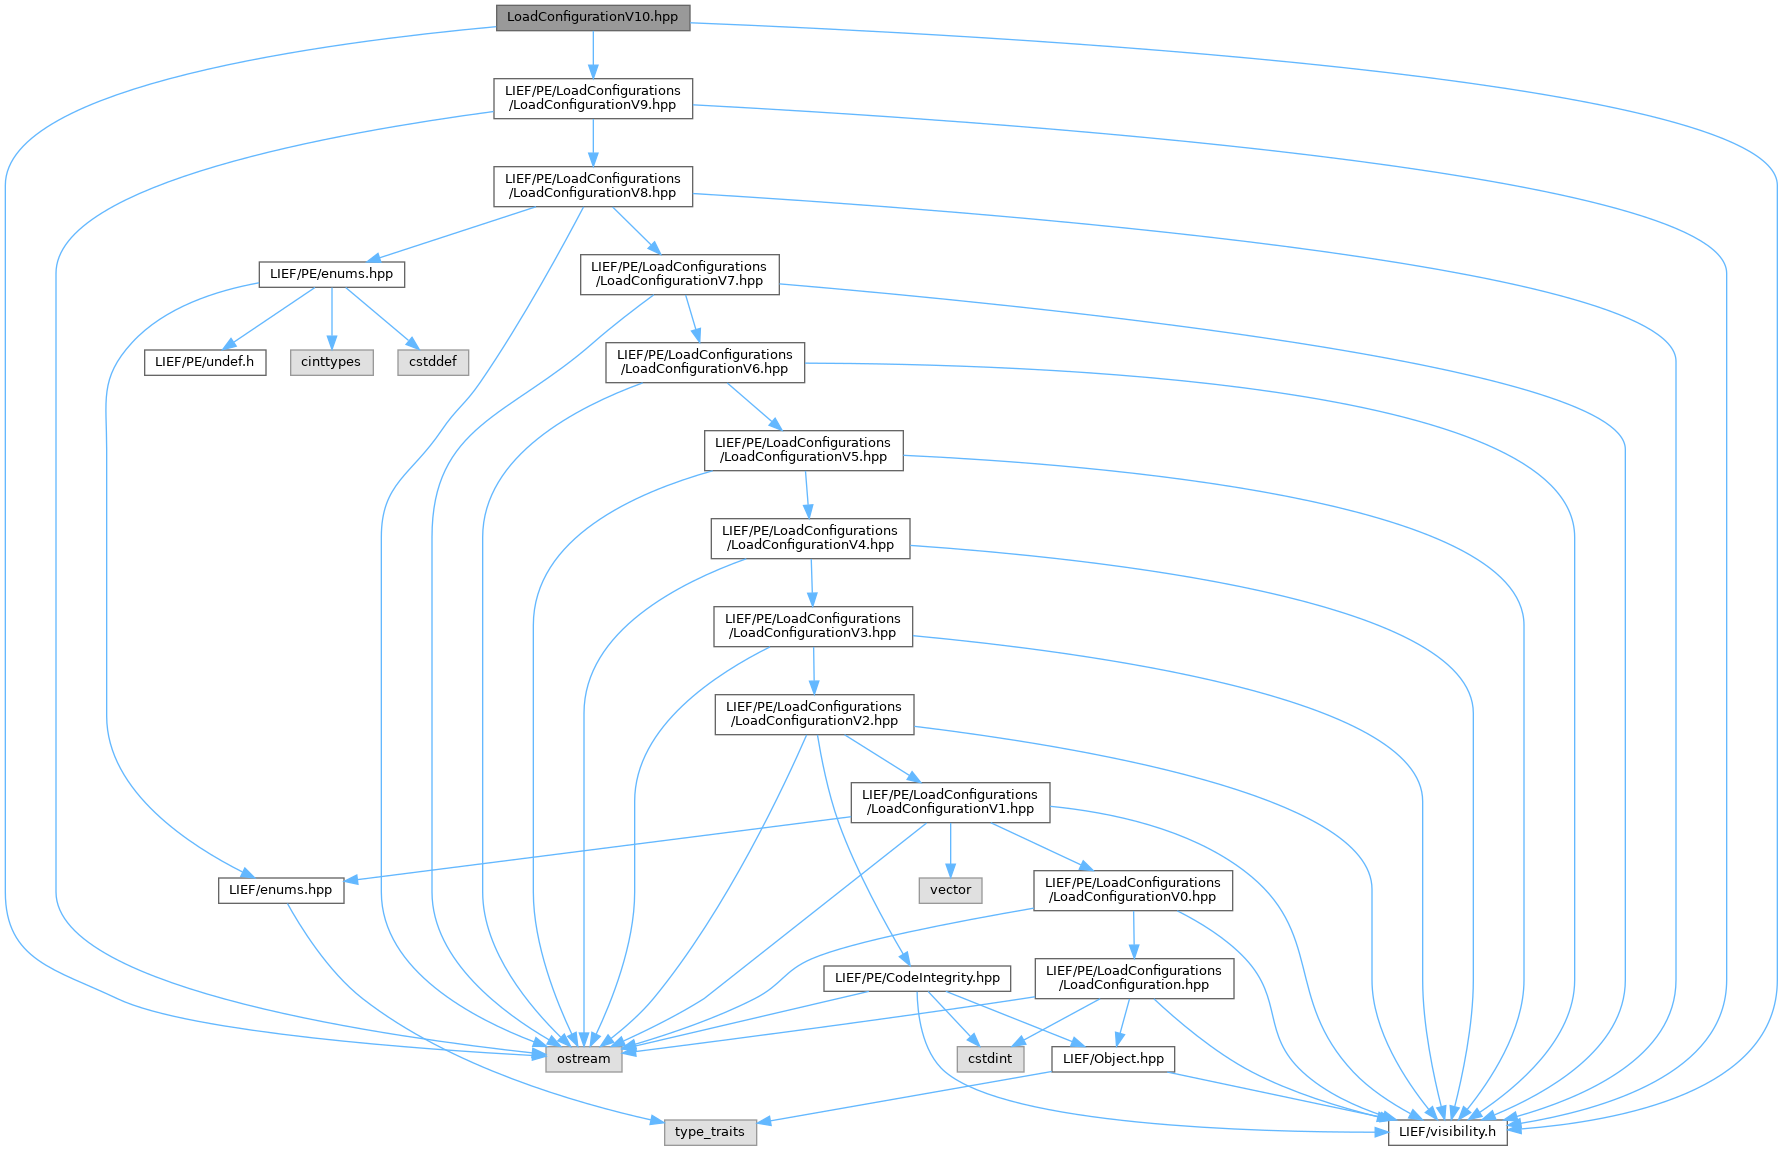 LoadConfigurationV10.hpp
LIEF/PE/LoadConfigurations
/LoadConfigurationV9.hpp
LIEF/PE/LoadConfigurations
/LoadConfigurationV8.hpp
LIEF/PE/enums.hpp
LIEF/PE/LoadConfigurations
/LoadConfigurationV7.hpp
LIEF/PE/undef.h
cinttypes
cstddef
LIEF/PE/LoadConfigurations
/LoadConfigurationV6.hpp
LIEF/PE/LoadConfigurations
/LoadConfigurationV5.hpp
LIEF/PE/LoadConfigurations
/LoadConfigurationV4.hpp
LIEF/PE/LoadConfigurations
/LoadConfigurationV3.hpp
LIEF/PE/LoadConfigurations
/LoadConfigurationV2.hpp
LIEF/PE/LoadConfigurations
/LoadConfigurationV1.hpp
LIEF/enums.hpp
vector
LIEF/PE/LoadConfigurations
/LoadConfigurationV0.hpp
LIEF/PE/CodeIntegrity.hpp
LIEF/PE/LoadConfigurations
/LoadConfiguration.hpp
ostream
cstdint
LIEF/Object.hpp
type_traits
LIEF/visibility.h